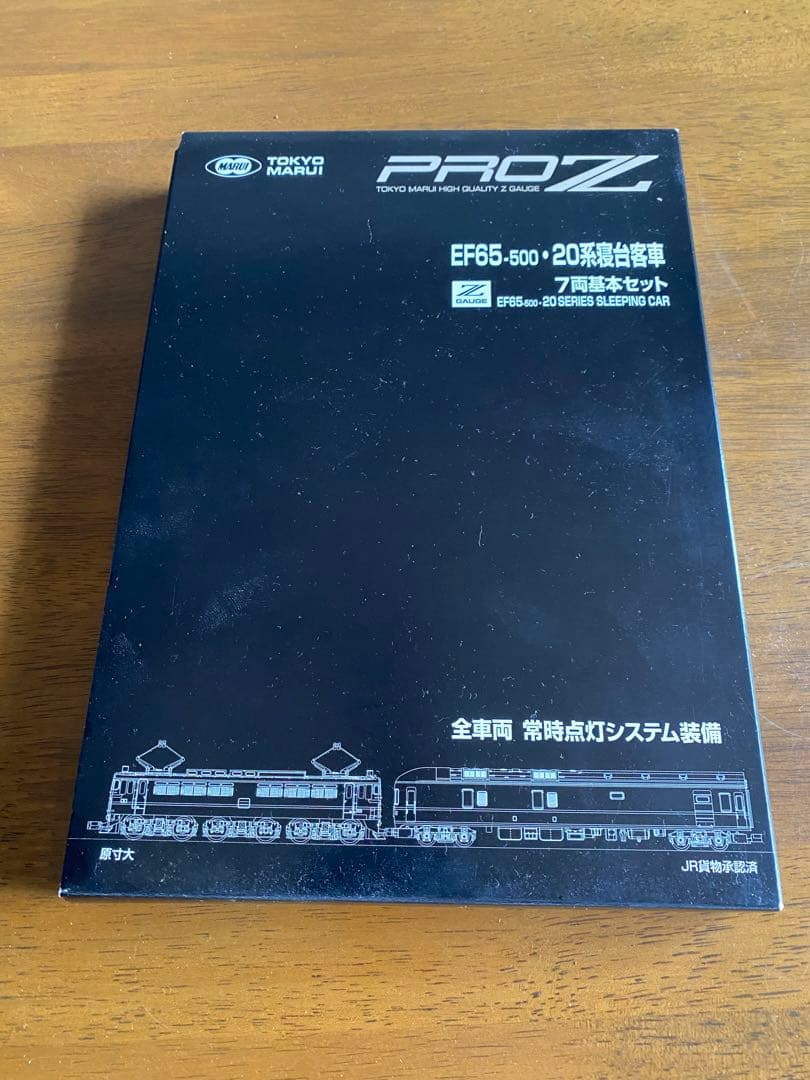 MARUI
TOKYO
MARUI
PROZ
TOKYO MARUI HIGH QUALITY Z GAUGE
EF65-500・20系寝台客車
7両基本セット
Z
GAUGE
EF65-500・20 SERIES SLEEPING CAR
全車両 常時点灯システム装備
原寸大
JR貨物承認済